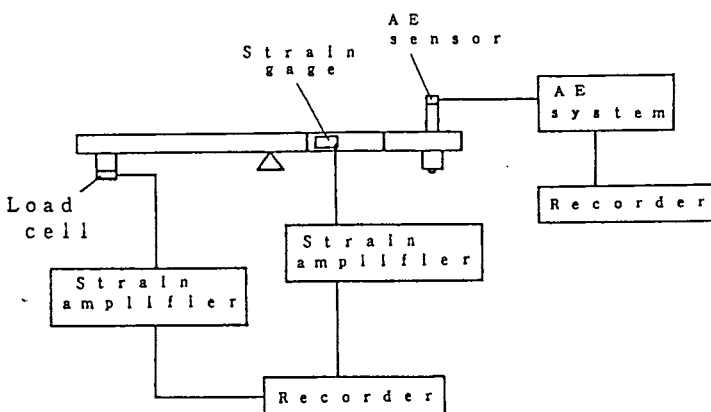 AE
sensor
Strain
gage
AE
system
Load
cell
Recorder
Strain
amplifier
Strain
amplifier
Recorder